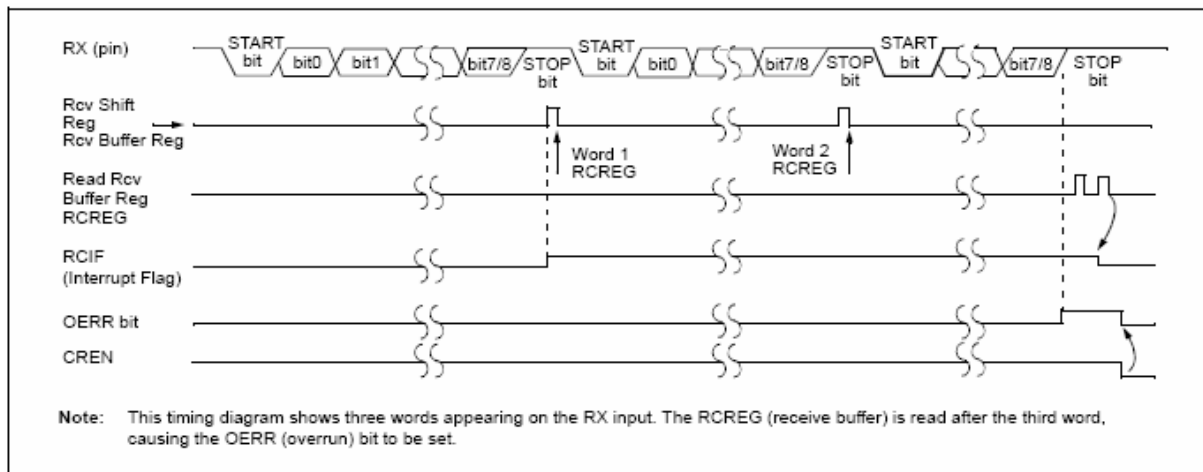 RX (pin)
START bit
bit0
bit1
bit7/8
STOP bit
START bit
bit0
bit7/8
STOP bit
START bit
bit7/8
STOP bit
Rcv Shift
Reg
Rcv Buffer Reg
Word 1
RCREG
Word 2
RCREG
Read Rcv
Buffer Reg
RCREG
RCIF
(Interrupt Flag)
OERR bit
CREN
Note: This timing diagram shows three words appearing on the RX input. The RCREG (receive buffer) is read after the third word,
causing the OERR (overrun) bit to be set.